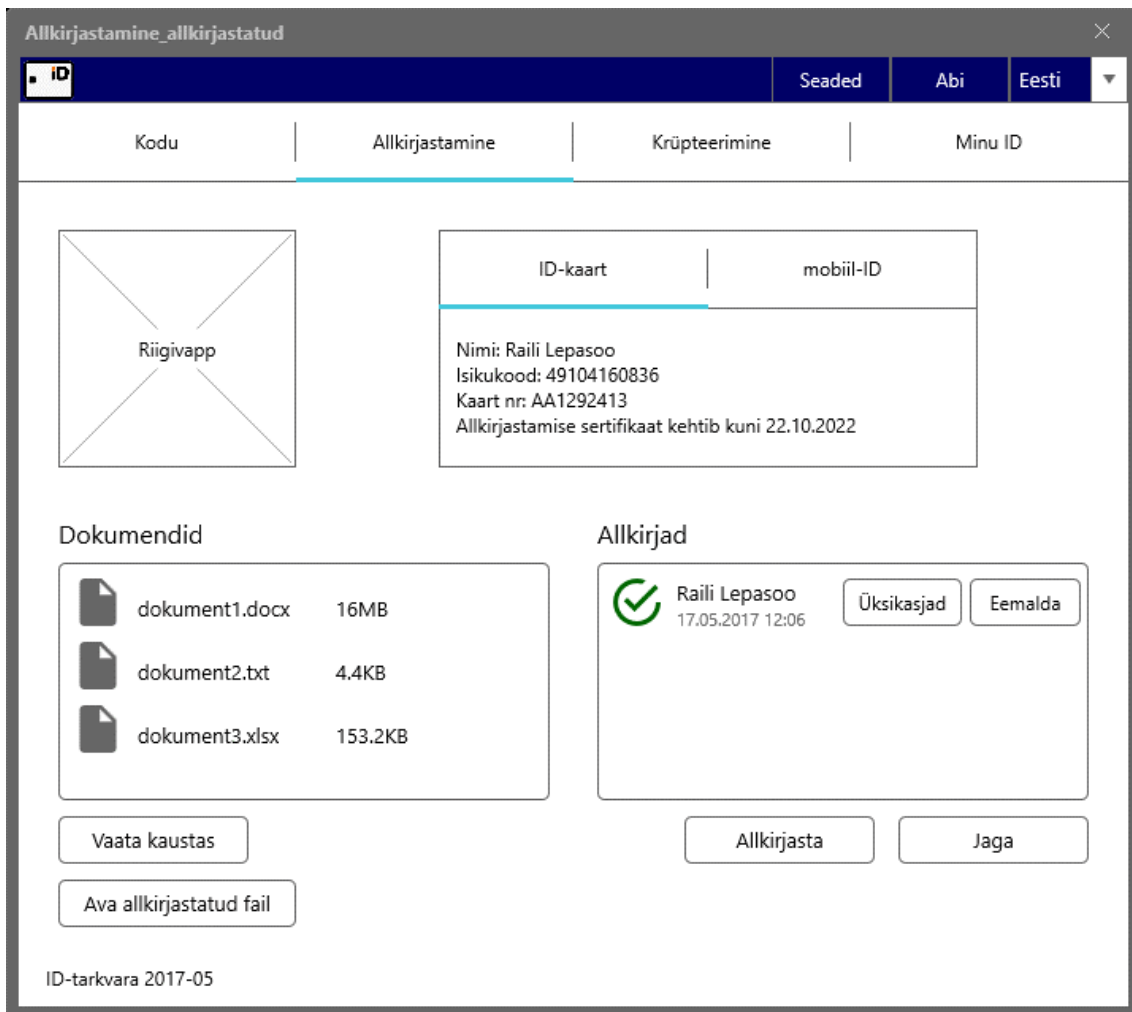 Allkirjastamine_allkirjastatud
iD
Seaded
Abi
Eesti
Kodu
Allkirjastamine
Krüpteerimine
Minu ID
Riigivapp
ID-kaart
mobiil-ID
Nimi: Raili Lepasoo
Isikukood: 49104160836
Kaart nr: AA1292413
Allkirjastamise sertifikaat kehtib kuni 22.10.2022
Dokumendid
dokument1.docx 16MB
dokument2.txt 4.4KB
dokument3.xlsx 153.2KB
Vaata kaustas
Ava allkirjastatud fail
Allkirjad
Raili Lepasoo
17.05.2017 12:06
Üksikasjad
Eemalda
Allkirjasta
Jaga
ID-tarkvara 2017-05